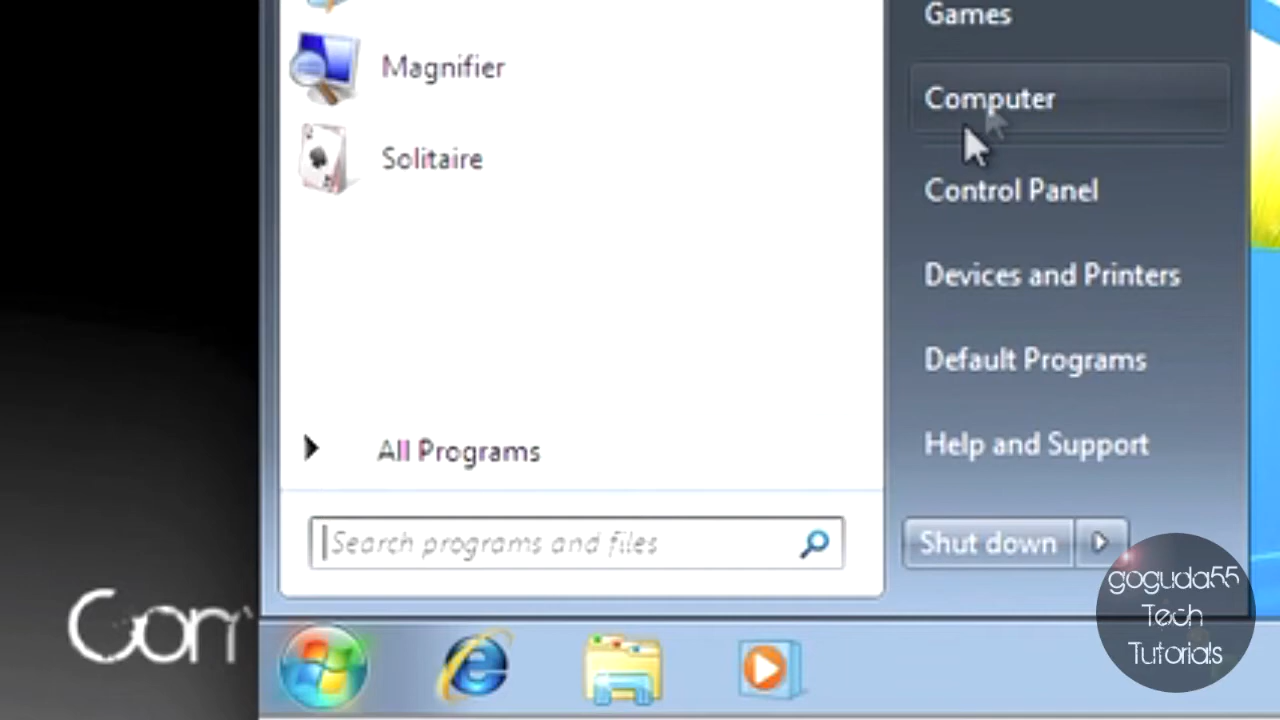 Magnifier
Solitaire
All Programs
Search programs and files
Games
Computer
Control Panel
Devices and Printers
Default Programs
Help and Support
Shut down
Com
goguda55
Tech
Tutorials